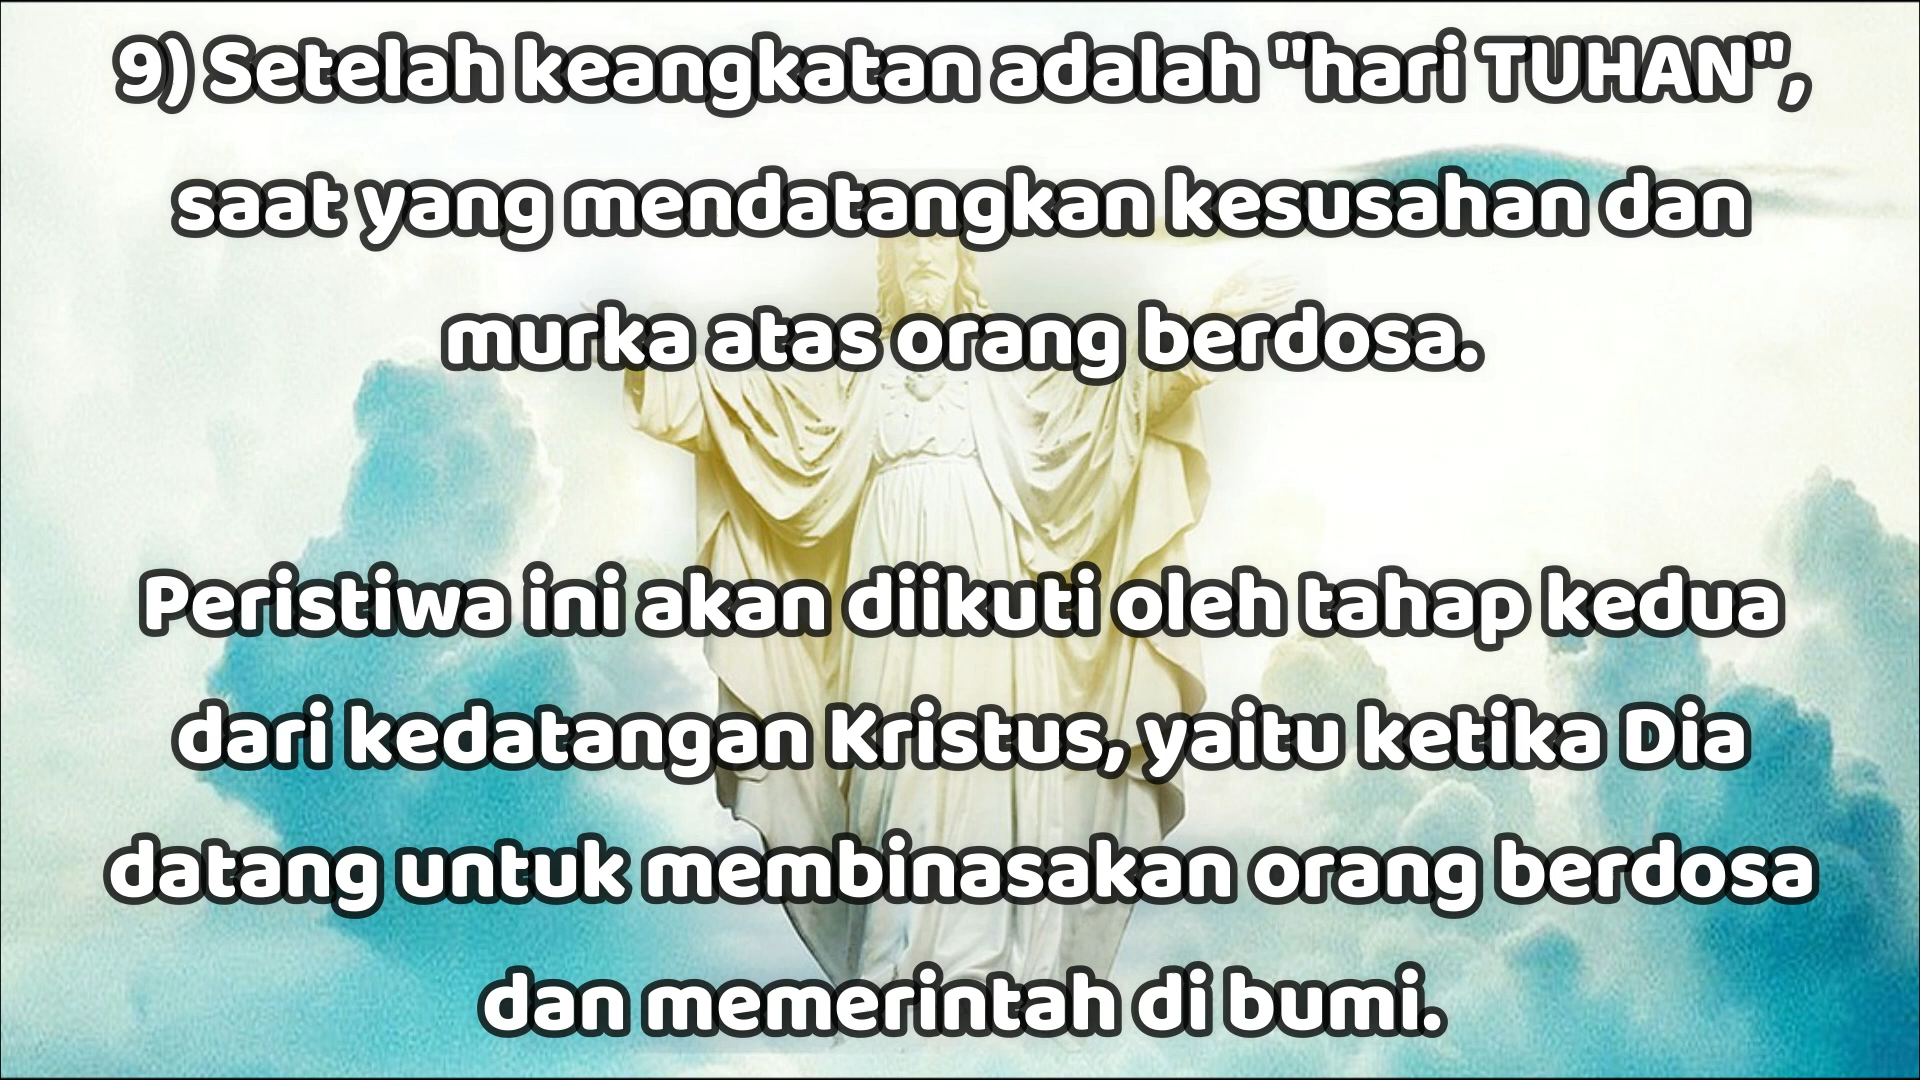 9) Setelah keangkatan adalah "hari TUHAN",
saat yang mendatangkan kesusahan dan
murka atas orang berdosa.
Peristiwa ini akan diikuti oleh tahap kedua
dari kedatangan Kristus, yaitu ketika Dia
datang untuk membinasakan orang berdosa
dan memerintah di bumi.